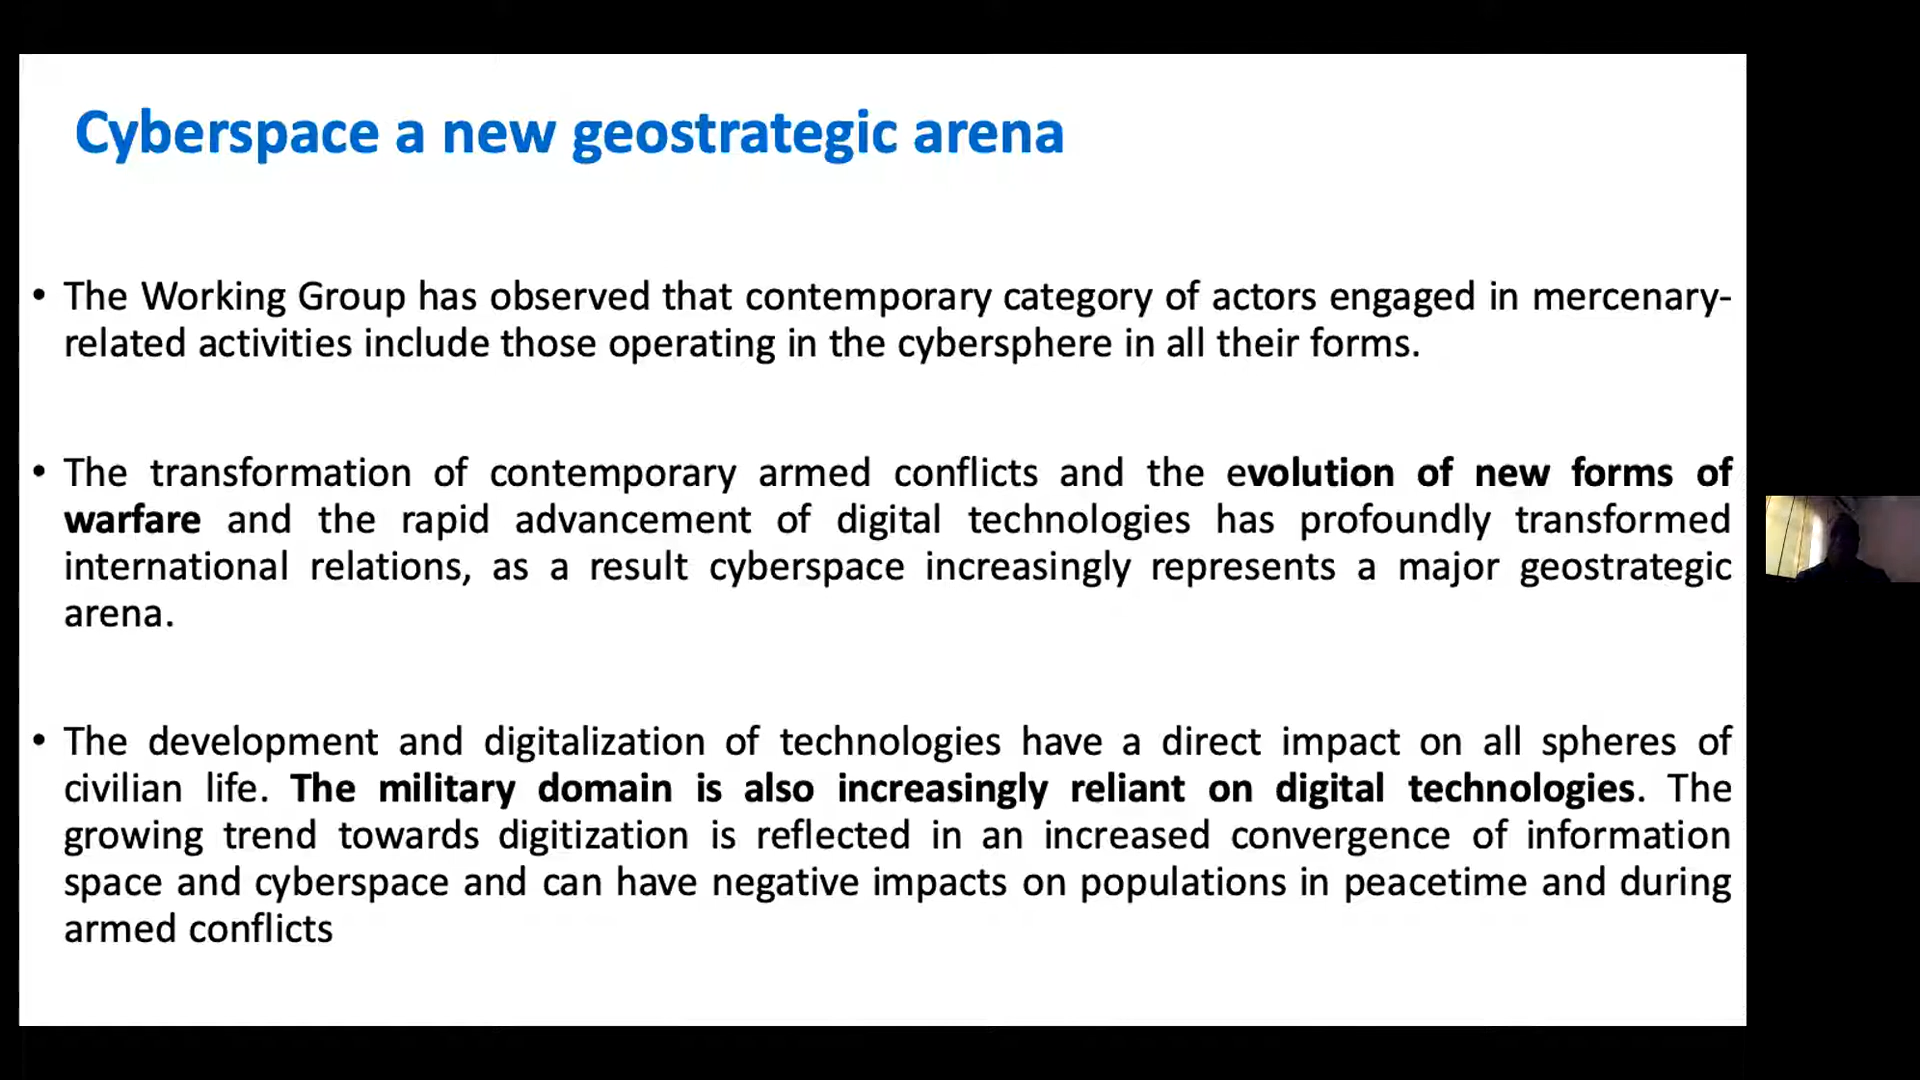 Cyberspace a new geostrategic arena
• The Working Group has observed that contemporary category of actors engaged in mercenary-
related activities include those operating in the cybersphere in all their forms.
• The transformation of contemporary armed conflicts and the evolution of new forms of
warfare and the rapid advancement of digital technologies has profoundly transformed
international relations, as a result cyberspace increasingly represents a major geostrategic
arena.
• The development and digitalization of technologies have a direct impact on all spheres of
civilian life. The military domain is also increasingly reliant on digital technologies. The
growing trend towards digitization is reflected in an increased convergence of information
space and cyberspace and can have negative impacts on populations in peacetime and during
armed conflicts